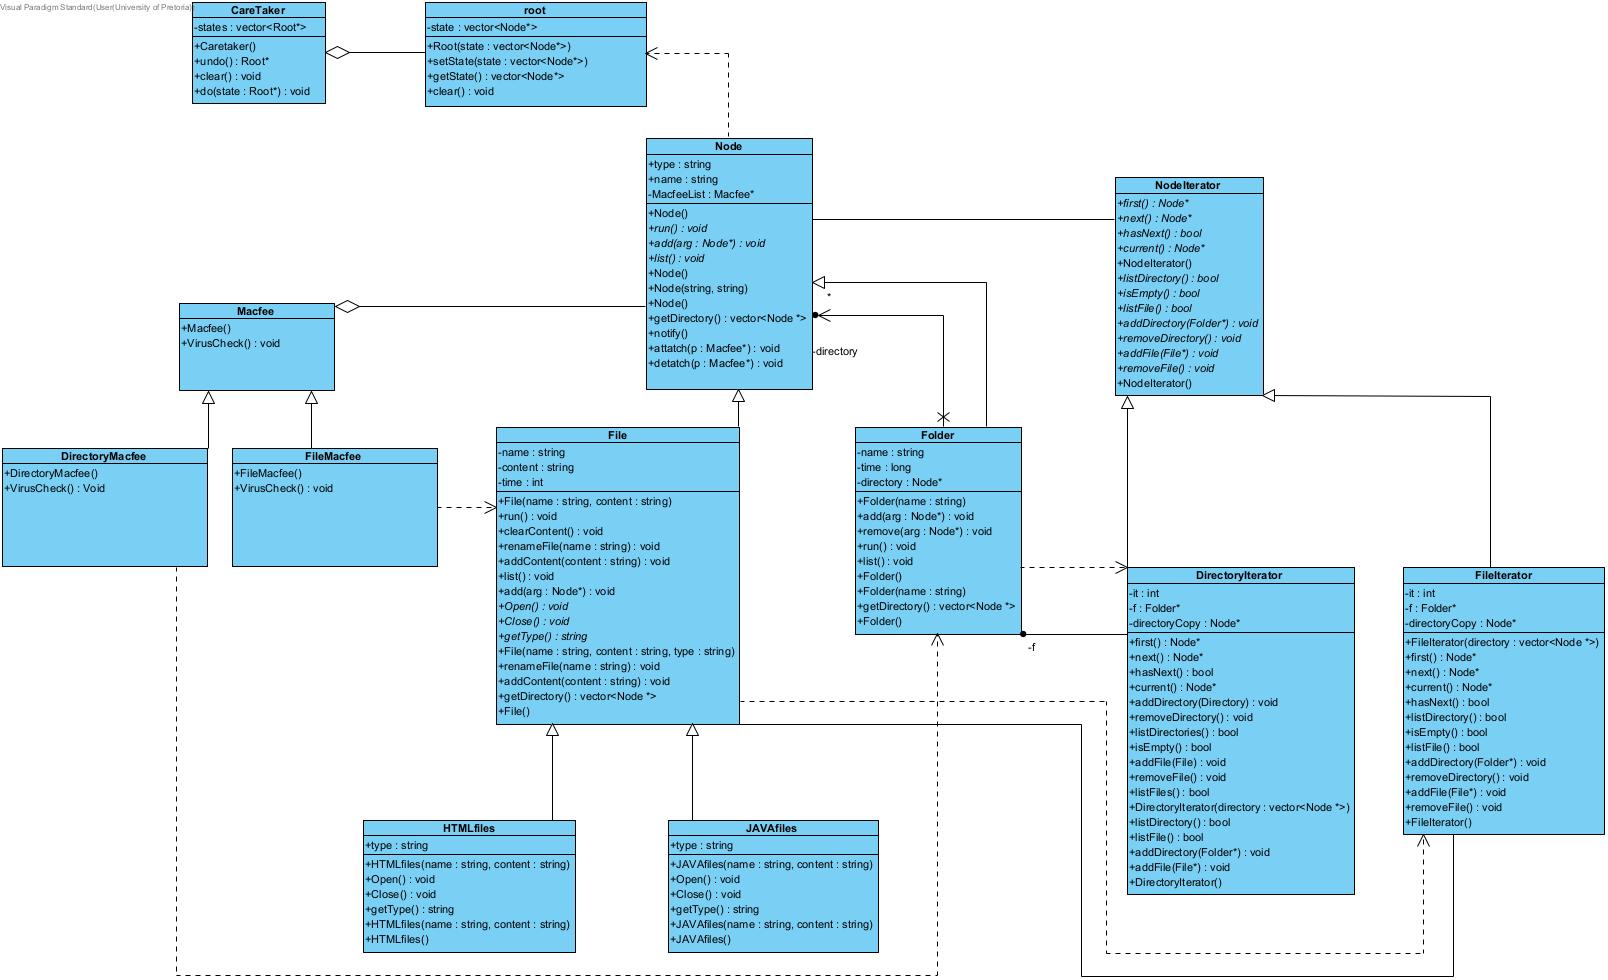 Visual Paradigm Standard(User(University of Pretoria))
CareTaker
-states : vector<Root*>
+Caretaker()
+undo() : Root*
+clear() : void
+do(state : Root*) : void
root
-state : vector<Node*>
+Root(state : vector<Node*>)
+setState(state : vector<Node*>)
+getState() : vector<Node*>
+clear() : void
Node
+type : string
+name : string
-MacfeeList : Macfee*
+Node()
+run() : void
+add(arg : Node*) : void
+list() : void
+Node()
+Node(string, string)
+Node()
+getDirectory() : vector<Node *>
+notify()
+attatch(p : Macfee*) : void
+detatch(p : Macfee*) : void
*
-directory
NodeIterator
+first() : Node*
+next() : Node*
+hasNext() : bool
+current() : Node*
+NodeIterator()
+listDirectory() : bool
+isEmpty() : bool
+listFile() : bool
+addDirectory(Folder*) : void
+removeDirectory() : void
+addFile(File*) : void
+removeFile() : void
+NodeIterator()
Macfee
+Macfee()
+VirusCheck() : void
DirectoryMacfee
+DirectoryMacfee()
+VirusCheck() : Void
FileMacfee
+FileMacfee()
+VirusCheck() : void
File
-name : string
-content : string
-time : int
+File(name : string, content : string)
+run() : void
+clearContent() : void
+renameFile(name : string) : void
+addContent(content : string) : void
+list() : void
+add(arg : Node*) : void
+Open() : void
+Close() : void
+getType() : string
+File(name : string, content : string, type : string)
+renameFile(name : string) : void
+addContent(content : string) : void
+getDirectory() : vector<Node *>
+File()
Folder
-name : string
-time : long
-directory : Node*
+Folder(name : string)
+add(arg : Node*) : void
+remove(arg : Node*) : void
+run() : void
+list() : void
+Folder()
+Folder(name : string)
+getDirectory() : vector<Node *>
+Folder()
-f
DirectoryIterator
-it : int
-f : Folder*
-directoryCopy : Node*
+first() : Node*
+next() : Node*
+hasNext() : bool
+current() : Node*
+addDirectory(Directory) : void
+removeDirectory() : void
+listDirectories() : bool
+isEmpty() : bool
+addFile(File) : void
+removeFile() : void
+listFiles() : bool
+DirectoryIterator(directory : vector<Node *>)
+listDirectory() : bool
+listFile() : bool
+addDirectory(Folder*) : void
+addFile(File*) : void
+DirectoryIterator()
FileIterator
-it : int
-f : Folder*
-directoryCopy : Node*
+FileIterator(directory : vector<Node *>)
+first() : Node*
+next() : Node*
+current() : Node*
+hasNext() : bool
+listDirectory() : bool
+isEmpty() : bool
+listFile() : bool
+addDirectory(Folder*) : void
+removeDirectory() : void
+addFile(File*) : void
+removeFile() : void
+FileIterator()
HTMLfiles
+type : string
+HTMLfiles(name : string, content : string)
+Open() : void
+Close() : void
+getType() : string
+HTMLfiles(name : string, content : string)
+HTMLfiles()
JAVAfiles
+type : string
+JAVAfiles(name : string, content : string)
+Open() : void
+Close() : void
+getType() : string
+JAVAfiles(name : string, content : string)
+JAVAfiles()